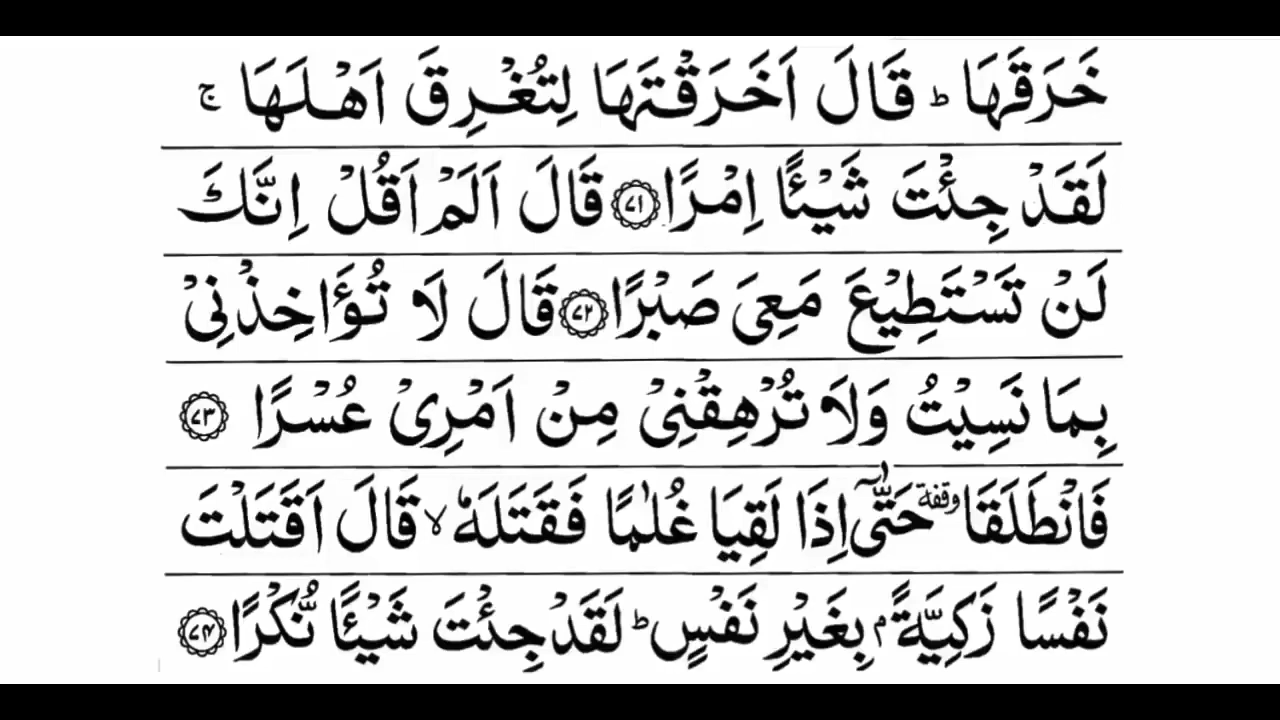 خَرَقَهَا ؕ قَالَ اَخَرَقْتَهَا لِتُغْرِقَ اَهْلَهَا ۚ
لَقَدْ جِئْتَ شَيْـًٔا اِمْرًا ﴿۷۱﴾ قَالَ اَلَمْ اَقُلْ اِنَّكَ
لَنْ تَسْتَطِيْعَ مَعِيَ صَبْرًا ﴿۷۲﴾ قَالَ لَا تُؤَاخِذْنِيْ
بِمَا نَسِيْتُ وَلَا تُرْهِقْنِيْ مِنْ اَمْرِيْ عُسْرًا ﴿۷۳﴾
فَانْطَلَقَا وقفة حَتّٰۤى اِذَا لَقِيَا غُلٰمًا فَقَتَلَهٗ ۙ قَالَ اَقَتَلْتَ
نَفْسًا زَكِيَّةًۢ بِغَيْرِ نَفْسٍ ؕ لَقَدْ جِئْتَ شَيْـًٔا نُّكْرًا ﴿۷۴﴾